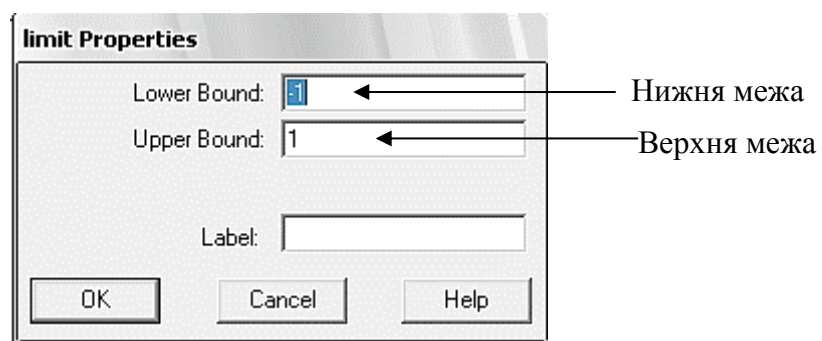 limit Properties
Lower Bound: -1 Нижня межа
Upper Bound: 1 Верхня межа
Label:
OK Cancel Help